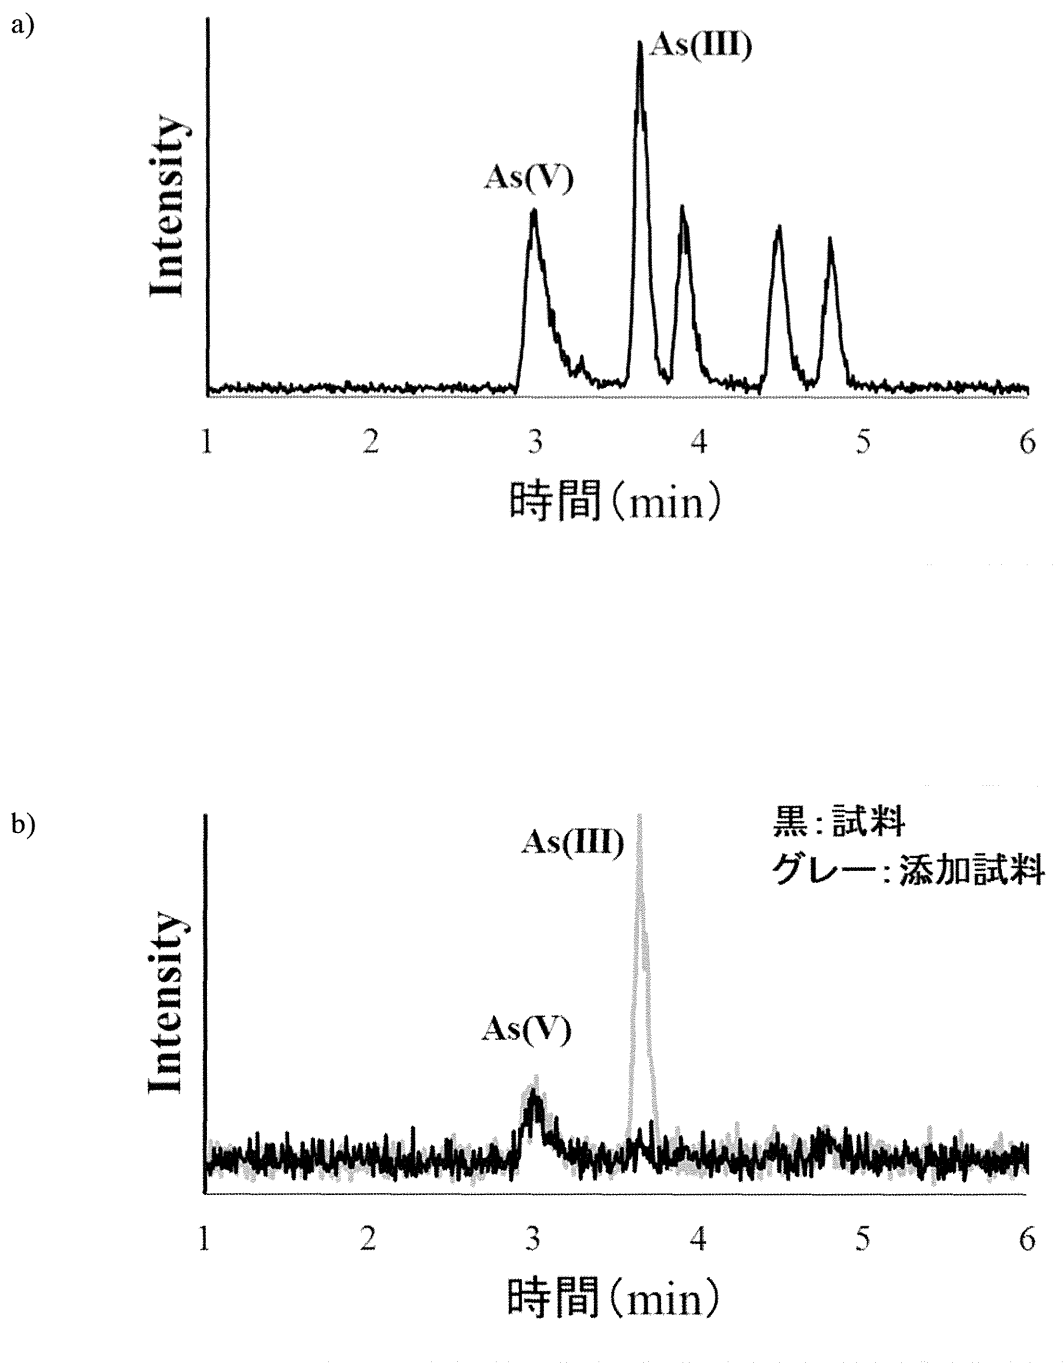 a)
As(III)
As(V)
Intensity
1 2 3 4 5 6
時間(min)
b)
黒:試料
グレー:添加試料
As(III)
As(V)
Intensity
1 2 3 4 5 6
時間(min)